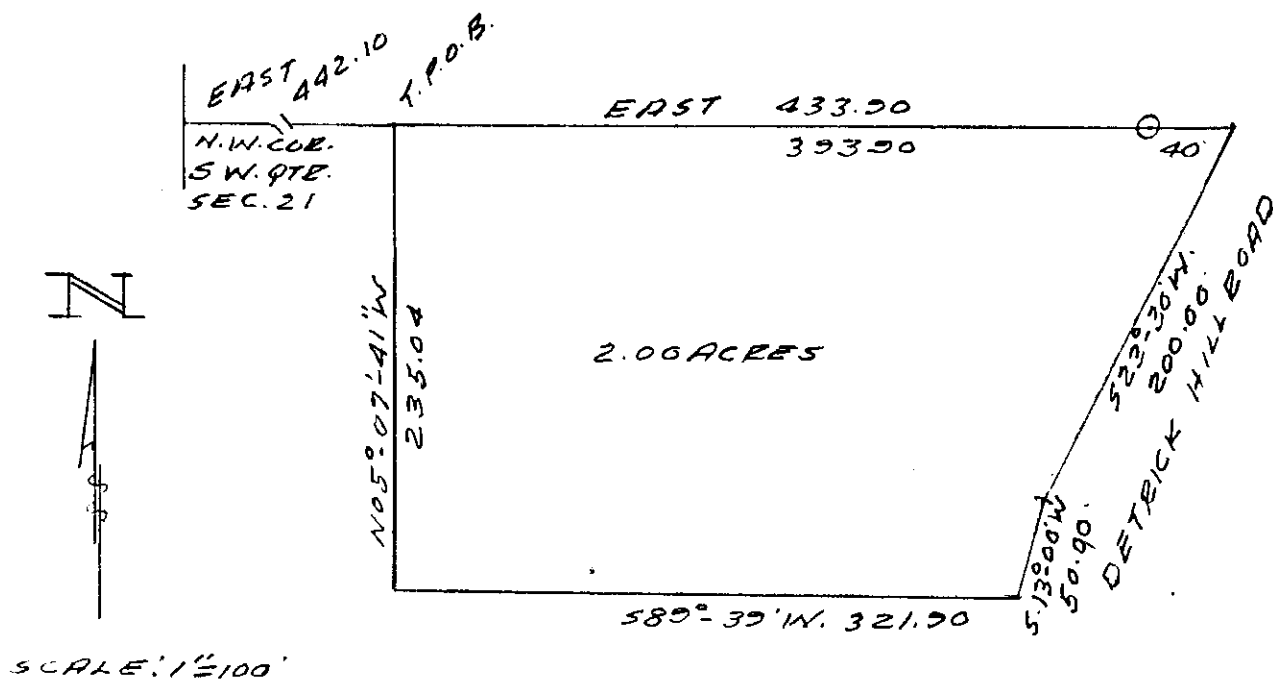 EAST 442.10
T.P.O.B.
EAST 433.90
393.90
40'
N.W. COR.
S W. QTR.
SEC. 21
N
N05°-07'-41"W
235.04
2.00 ACRES
S23°-30'W.
200.00
DETRICK HILL ROAD
S.13°-00'W
50.90
S89°-39'W. 321.90
SCALE: 1"=100'